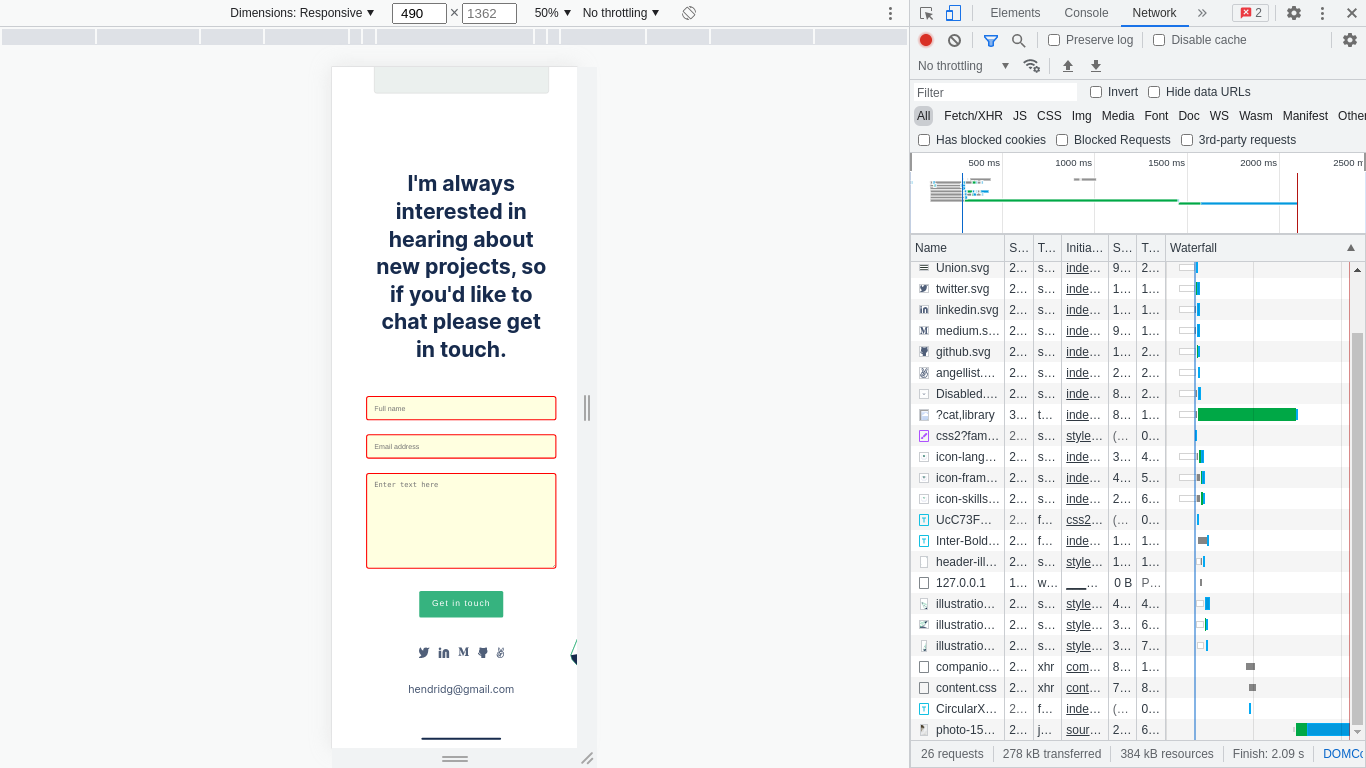 Dimensions: Responsive ▼ 490 × 1362 50% ▼ No throttling ▼
Elements Console Network » 2
Preserve log Disable cache
No throttling ▼
Filter Invert Hide data URLs
All Fetch/XHR JS CSS Img Media Font Doc WS Wasm Manifest Other
Has blocked cookies Blocked Requests 3rd-party requests
500 ms 1000 ms 1500 ms 2000 ms 2500 m
Name S... T... Initia... S... T... Waterfall ▲
Union.svg 2... s... inde... 9... 2...
twitter.svg 2... s... inde... 1... 1...
linkedin.svg 2... s... inde... 1... 1...
medium.s... 2... s... inde... 9... 1...
github.svg 2... s... inde... 1... 2...
angellist.... 2... s... inde... 2... 2...
Disabled.... 2... s... inde... 8... 2...
?cat,library 3... t... inde... 8... 1...
css2?fam... 2... s... style... (... 0...
icon-lang... 2... s... inde... 3... 4...
icon-fram... 2... s... inde... 4... 5...
icon-skills... 2... s... inde... 2... 6...
UcC73F... 2... f... css2... (... 0...
Inter-Bold... 2... f... inde... 1... 1...
header-ill... 2... s... style... 1... 1...
127.0.0.1 1... w... ___... 0 B P...
illustratio... 2... s... style... 4... 4...
illustratio... 2... s... style... 3... 6...
illustratio... 2... s... style... 3... 7...
companio... 2... xhr com... 8... 1...
content.css 2... xhr cont... 7... 8...
CircularX... 2... f... inde... (... 0...
photo-15... 2... j... sour... 2... 6...
26 requests 278 kB transferred 384 kB resources Finish: 2.09 s DOMCo
I'm always
interested in
hearing about
new projects, so
if you'd like to
chat please get
in touch.
Full name
Email address
Enter text here
Get in touch
hendridg@gmail.com